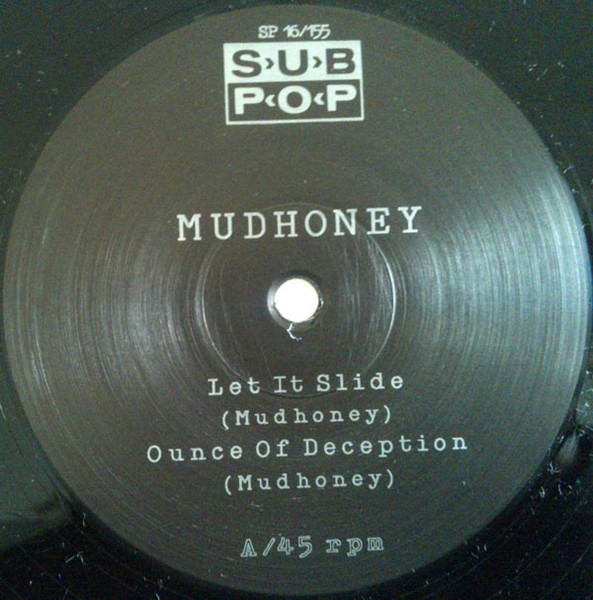 SP 16/155
S›U›B
P‹O‹P
MUDHONEY
Let It Slide
(Mudhoney)
Ounce Of Deception
(Mudhoney)
A/45 rpm